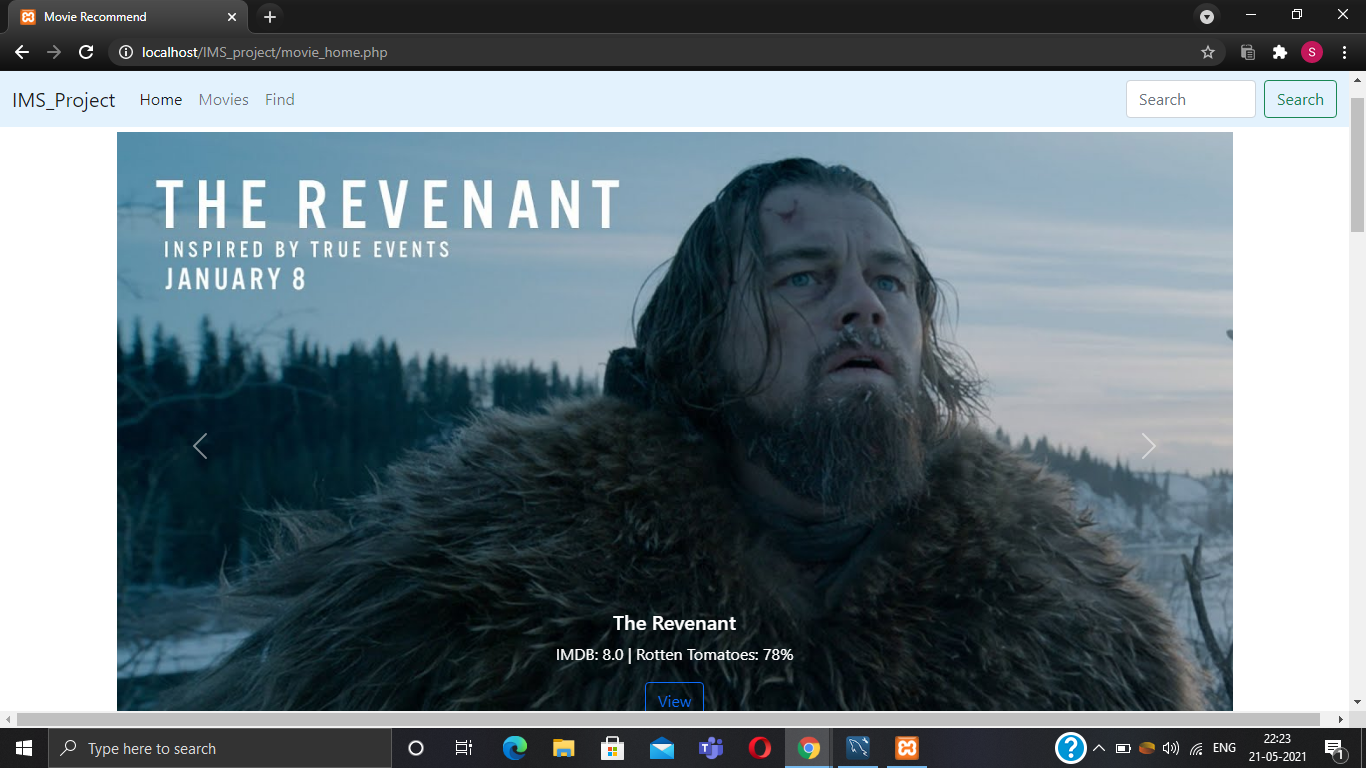 Movie Recommend
localhost/IMS_project/movie_home.php
S
IMS_Project Home Movies Find Search Search
THE REVENANT
INSPIRED BY TRUE EVENTS
JANUARY 8
The Revenant
IMDB: 8.0 | Rotten Tomatoes: 78%
View
Type here to search
ENG
22:23
21-05-2021
1